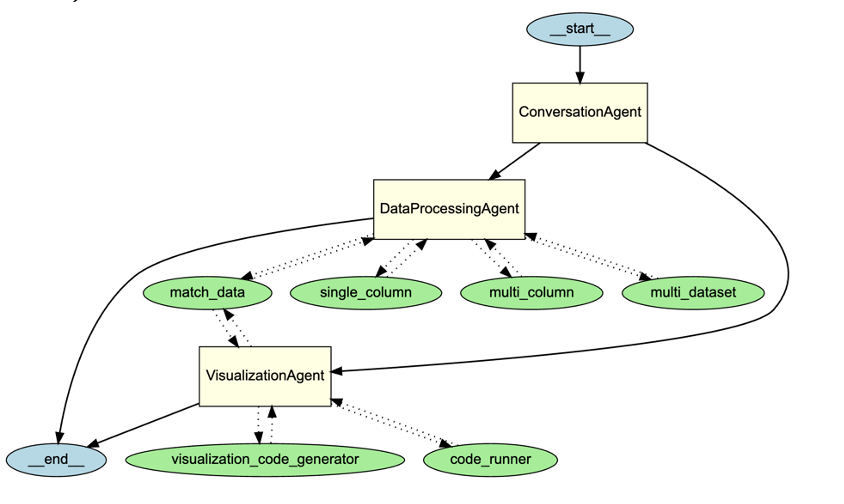 __start__
ConversationAgent
DataProcessingAgent
match_data
single_column
multi_column
multi_dataset
VisualizationAgent
__end__
visualization_code_generator
code_runner